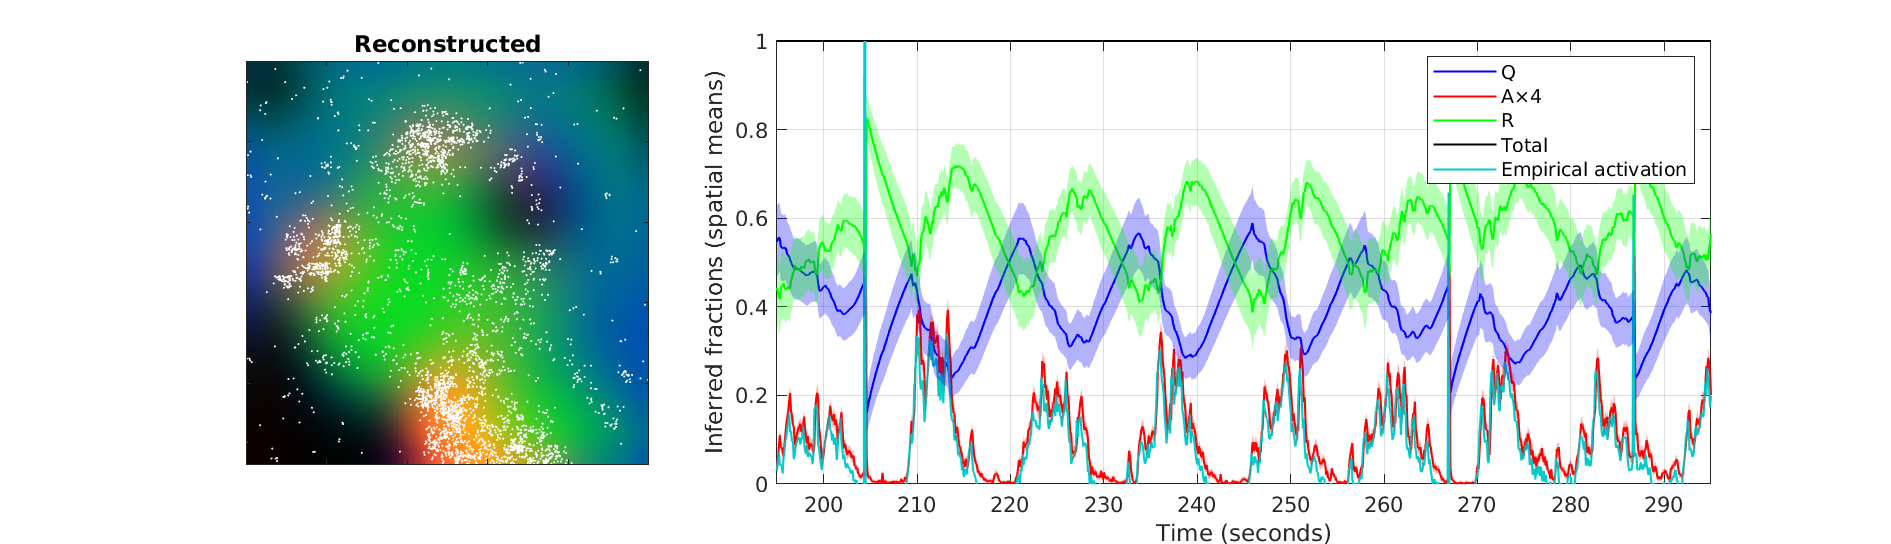 Reconstructed
Inferred fractions (spatial means)
1
0.8
0.6
0.4
0.2
0
Q
A×4
R
Total
Empirical activation
200 210 220 230 240 250 260 270 280 290
Time (seconds)